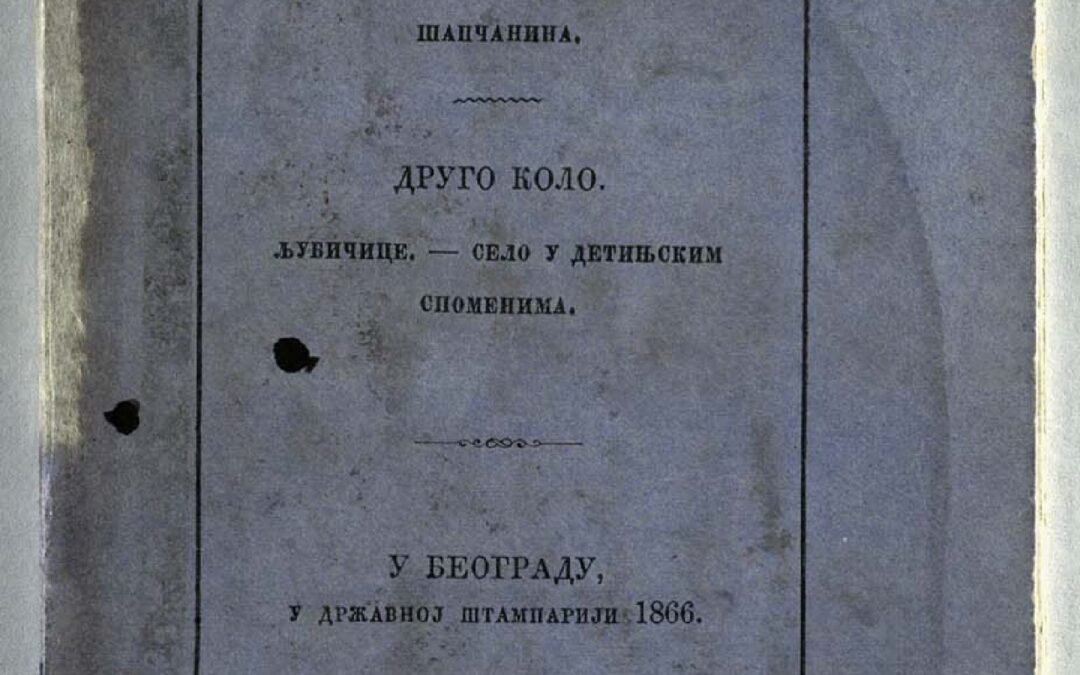 ШАПЧАНИНА.
ДРУГО КОЛО.
ЉУБИЧИЦЕ. — СЕЛО У ДЕТИЊСКИМ
СПОМЕНИМА.
У БЕОГРАДУ,
У ДРЖАВНОЈ ШТАМПАРИЈИ 1866.